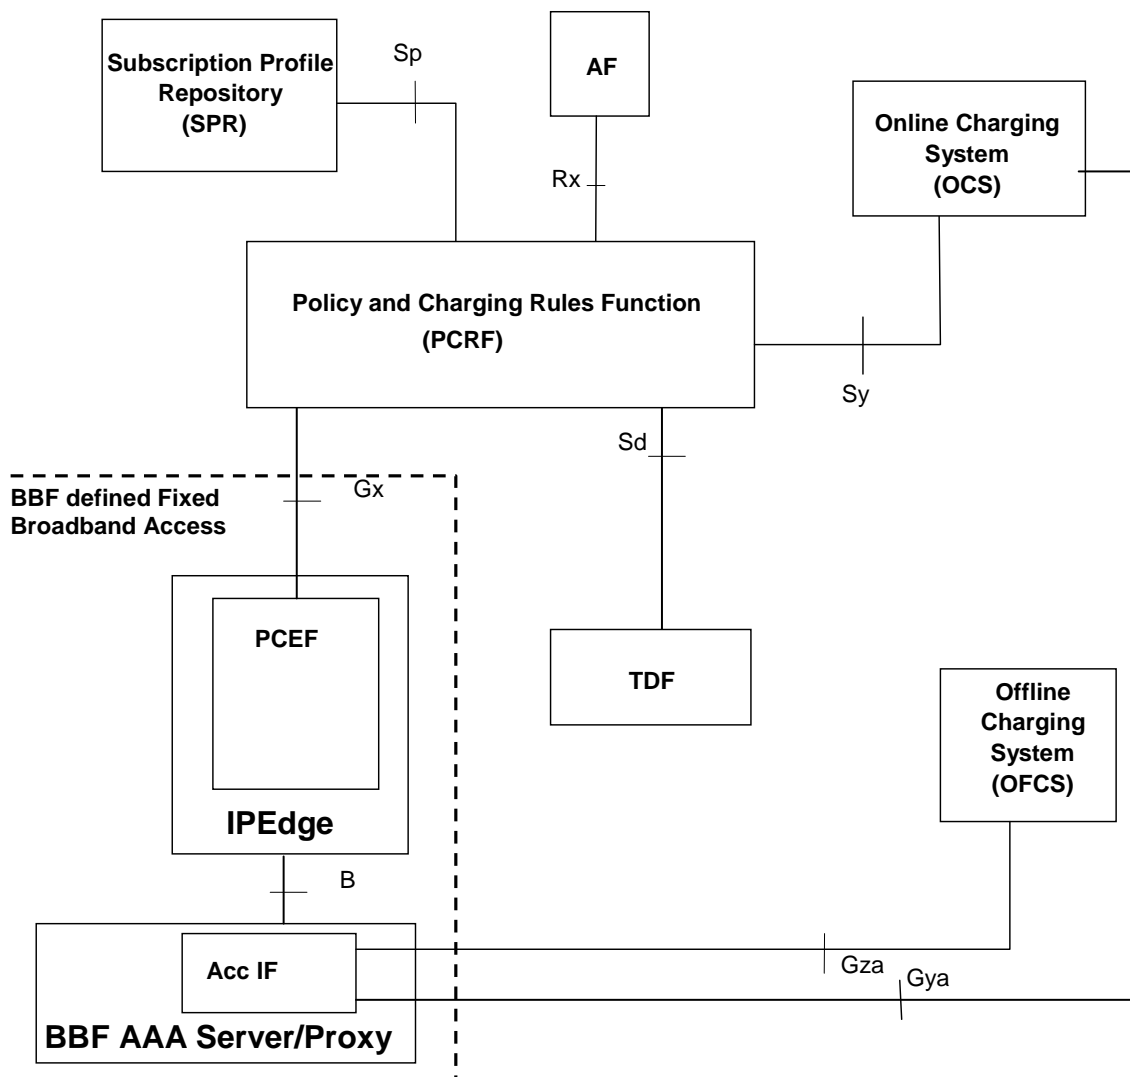 Subscription Profile
Repository
(SPR)
Sp
AF
Online Charging
System
(OCS)
Rx
Policy and Charging Rules Function
(PCRF)
Sy
Sd
Gx
BBF defined Fixed
Broadband Access
PCEF
TDF
Offline
Charging
System
(OFCS)
IPEdge
B
Acc IF
Gza
Gya
BBF AAA Server/Proxy